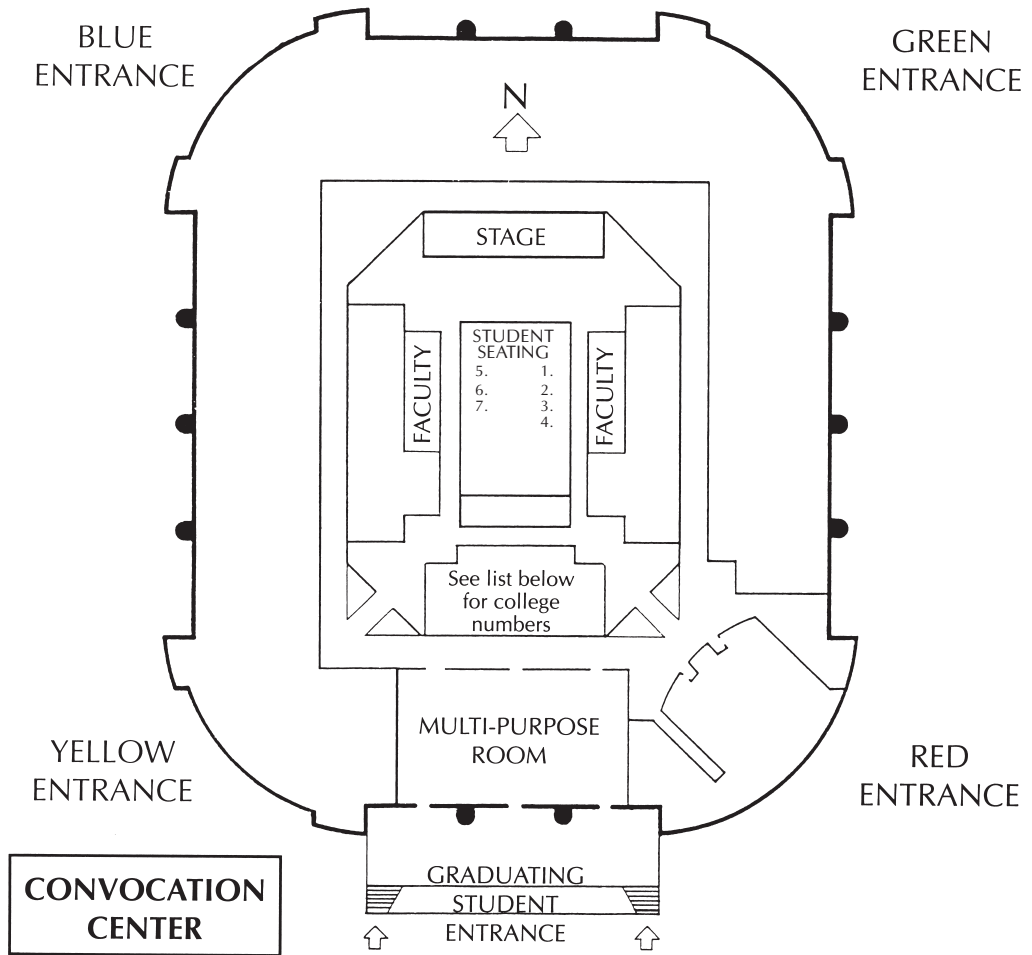 BLUE
ENTRANCE
GREEN
ENTRANCE
N
STAGE
STUDENT
SEATING
5. 1.
6. 2.
7. 3.
4.
FACULTY
FACULTY
See list below
for college
numbers
MULTI-PURPOSE
ROOM
YELLOW
ENTRANCE
RED
ENTRANCE
CONVOCATION
CENTER
GRADUATING
STUDENT
ENTRANCE